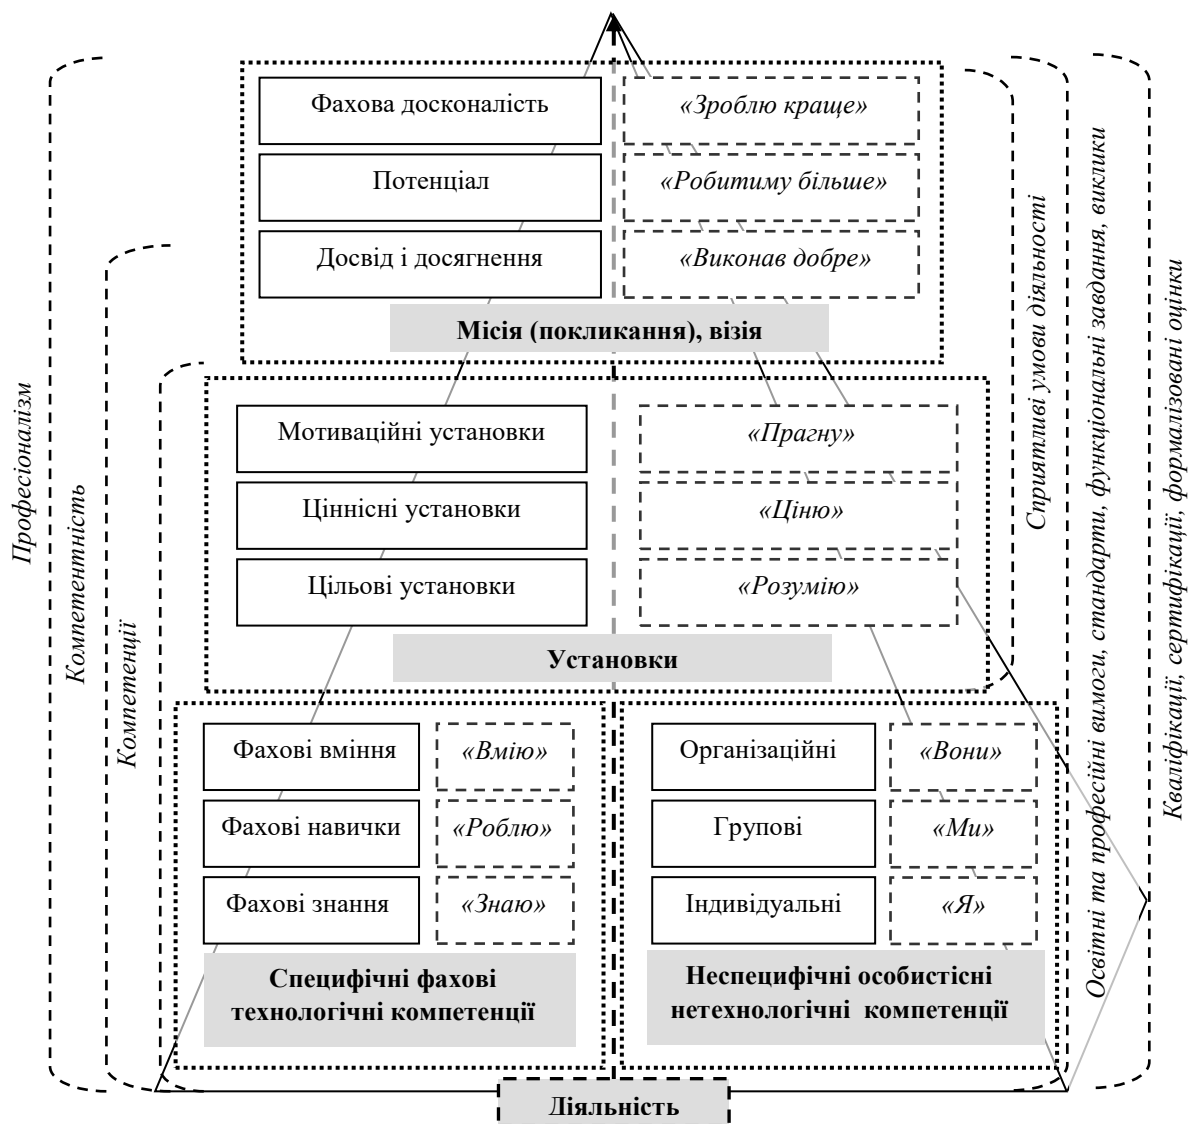 Фахова досконалість
«Зроблю краще»
Потенціал
«Робитиму більше»
Досвід і досягнення
«Виконав добре»
Місія (покликання), візія
Мотиваційні установки
«Прагну»
Ціннісні установки
«Ціню»
Цільові установки
«Розумію»
Установки
Фахові вміння
«Вмію»
Організаційні
«Вони»
Фахові навички
«Роблю»
Групові
«Ми»
Фахові знання
«Знаю»
Індивідуальні
«Я»
Специфічні фахові
технологічні компетенції
Неспецифічні особистісні
нетехнологічні компетенції
Діяльність
Професіоналізм
Компетентність
Компетенції
Сприятливі умови діяльності
Освітні та професійні вимоги, стандарти, функціональні завдання, виклики
Кваліфікації, сертифікації, формалізовані оцінки